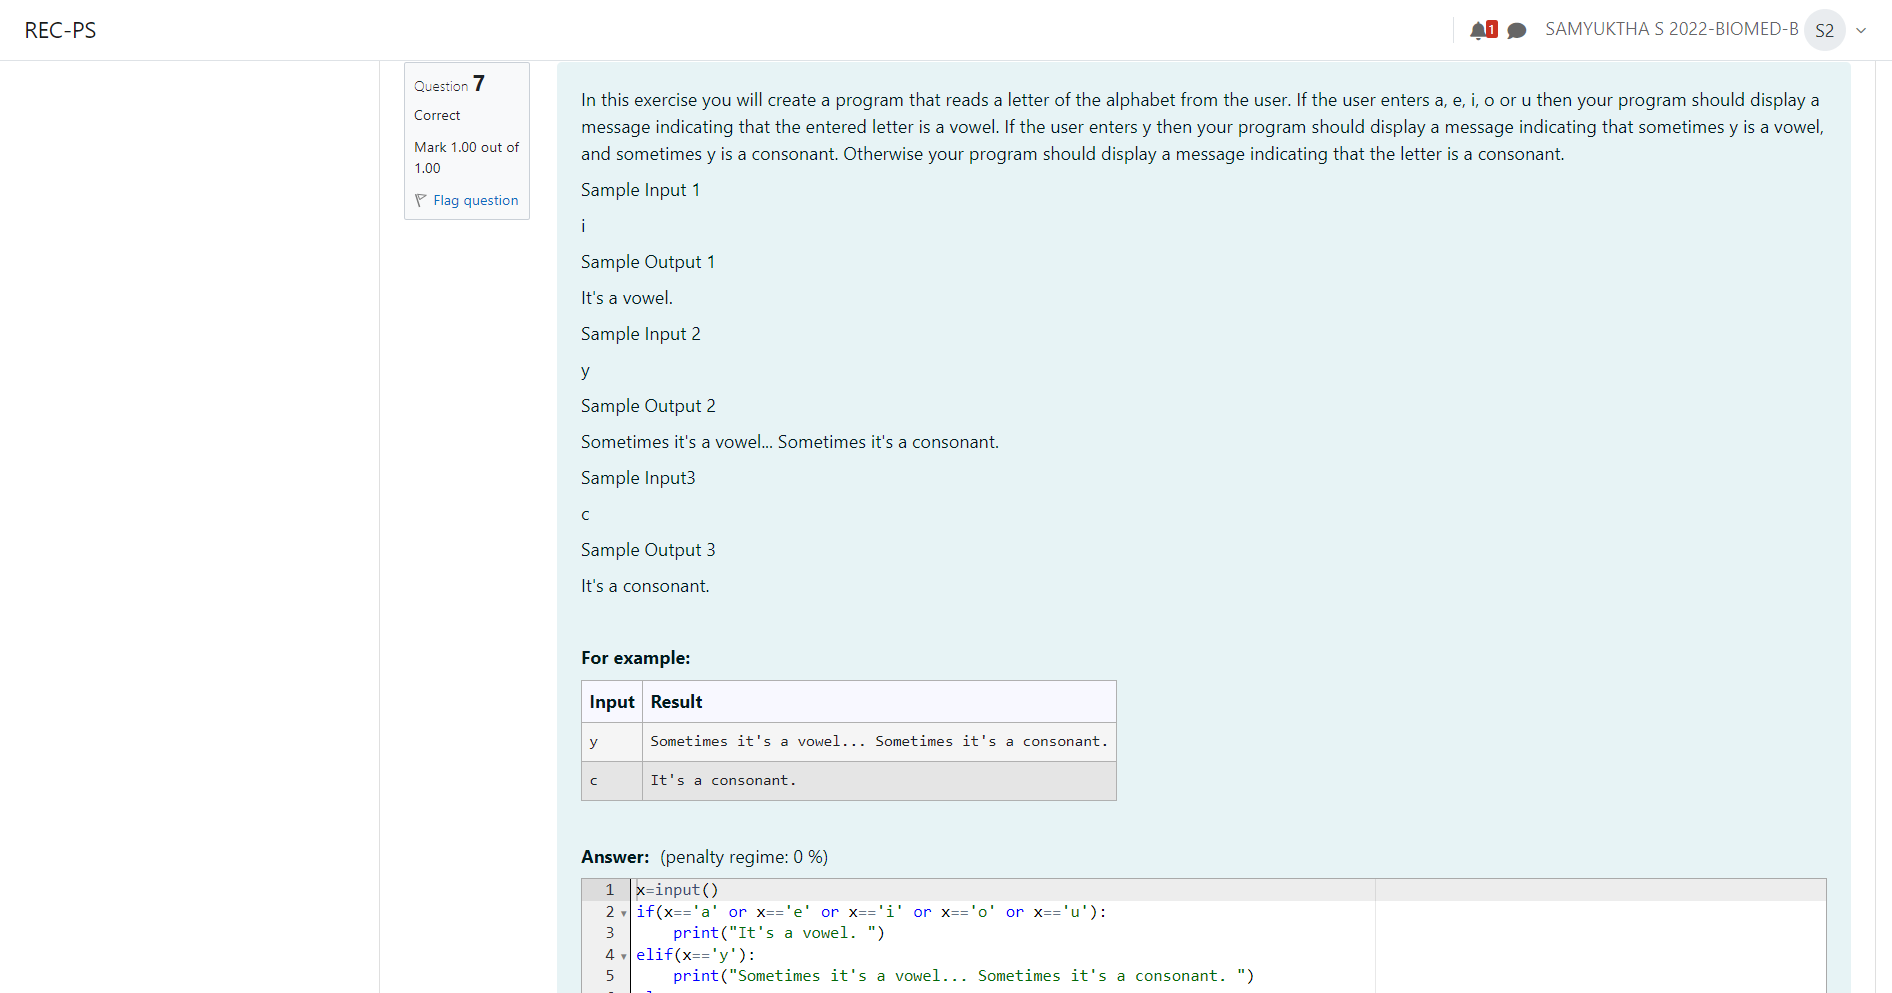 REC-PS
1
SAMYUKTHA S 2022-BIOMED-B
S2
Question 7
Correct
Mark 1.00 out of
1.00
Flag question
In this exercise you will create a program that reads a letter of the alphabet from the user. If the user enters a, e, i, o or u then your program should display a
message indicating that the entered letter is a vowel. If the user enters y then your program should display a message indicating that sometimes y is a vowel,
and sometimes y is a consonant. Otherwise your program should display a message indicating that the letter is a consonant.
Sample Input 1
i
Sample Output 1
It's a vowel.
Sample Input 2
y
Sample Output 2
Sometimes it's a vowel... Sometimes it's a consonant.
Sample Input3
c
Sample Output 3
It's a consonant.
For example:
Input Result
y Sometimes it's a vowel... Sometimes it's a consonant.
c It's a consonant.
Answer: (penalty regime: 0 %)
1 x=input()
2 if(x=='a' or x=='e' or x=='i' or x=='o' or x=='u'):
3     print("It's a vowel. ")
4 elif(x=='y'):
5     print("Sometimes it's a vowel... Sometimes it's a consonant. ")